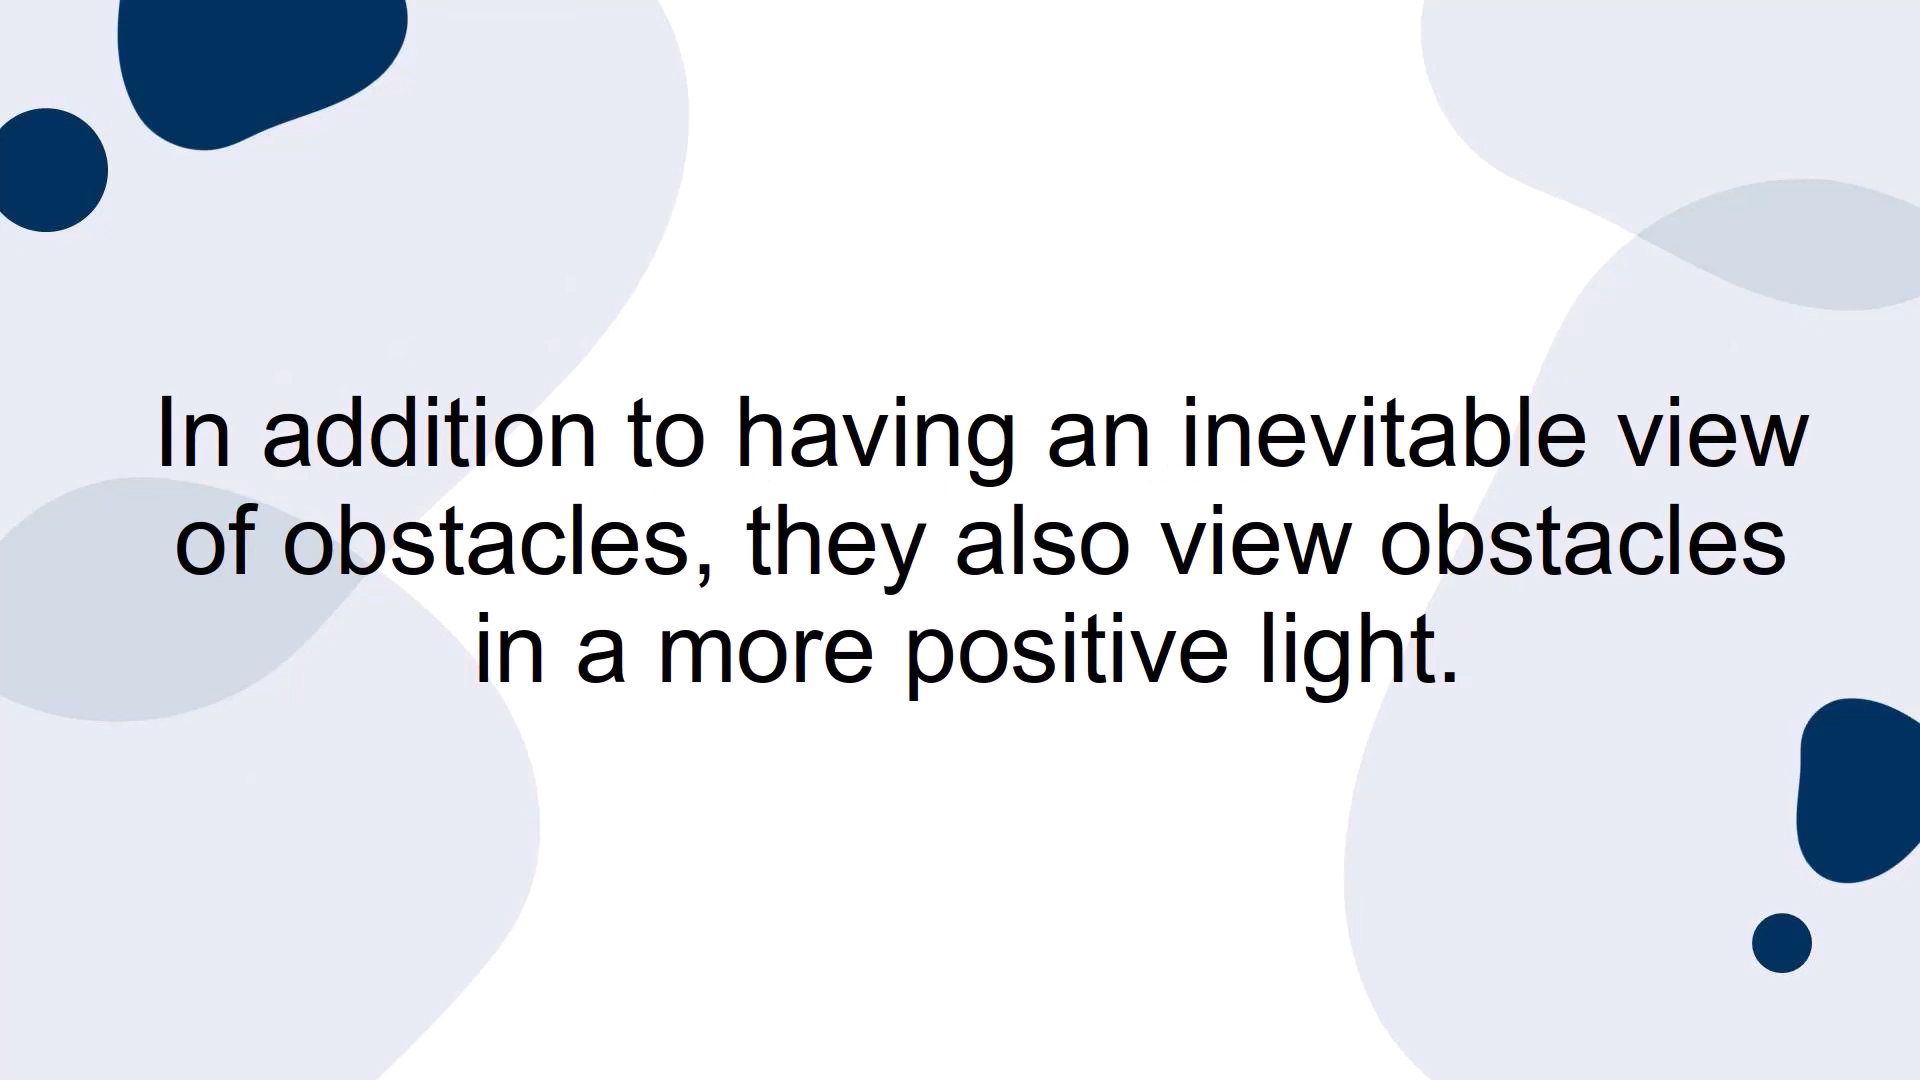 In addition to having an inevitable view
of obstacles, they also view obstacles
in a more positive light.